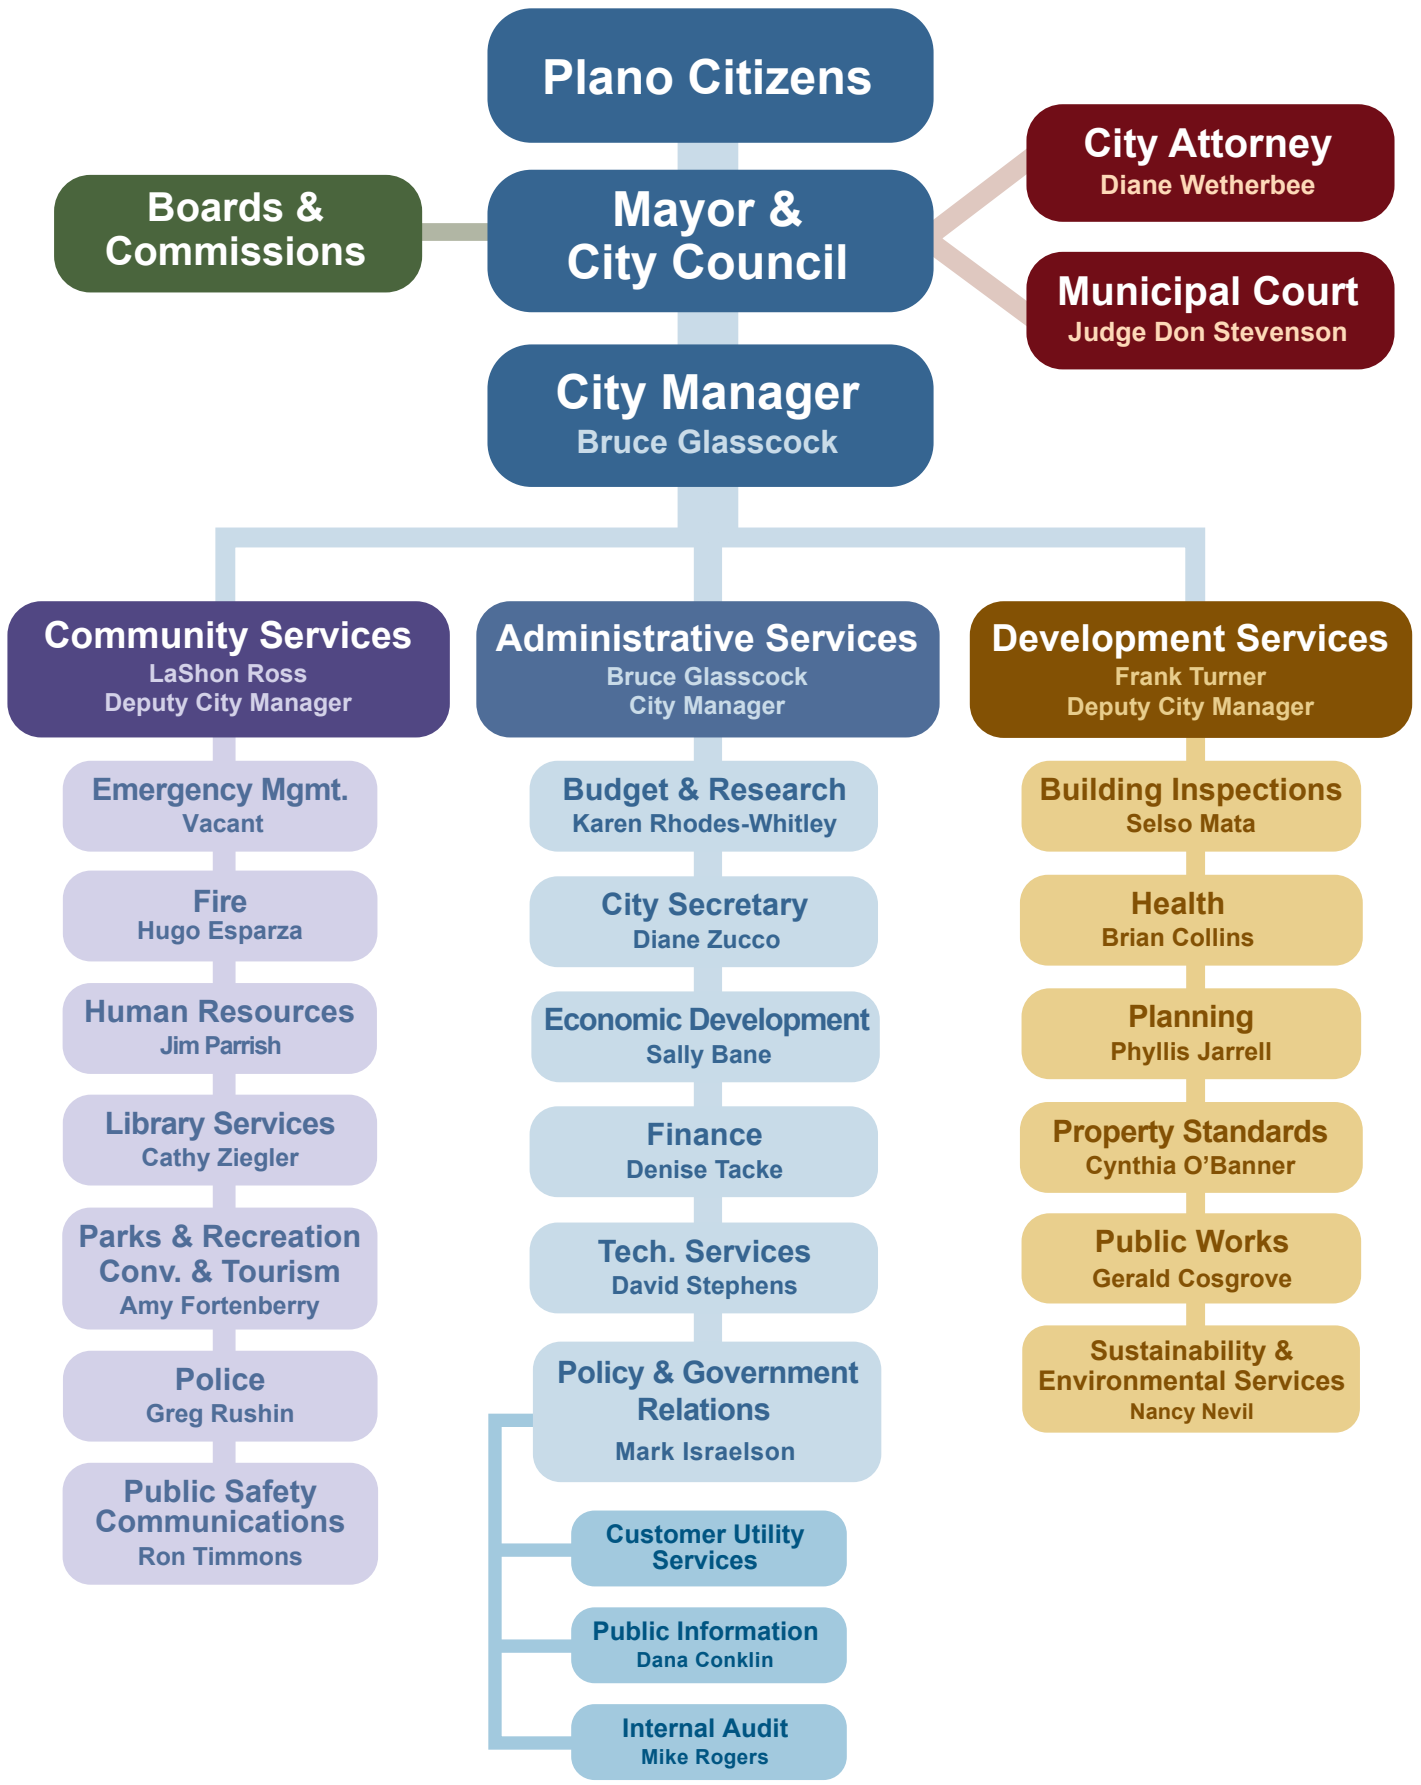 Plano Citizens
City Attorney
Diane Wetherbee
Boards &
Commissions
Mayor &
City Council
Municipal Court
Judge Don Stevenson
City Manager
Bruce Glasscock
Community Services
LaShon Ross
Deputy City Manager
Emergency Mgmt.
Vacant
Fire
Hugo Esparza
Human Resources
Jim Parrish
Library Services
Cathy Ziegler
Parks & Recreation
Conv. & Tourism
Amy Fortenberry
Police
Greg Rushin
Public Safety
Communications
Ron Timmons
Administrative Services
Bruce Glasscock
City Manager
Budget & Research
Karen Rhodes-Whitley
City Secretary
Diane Zucco
Economic Development
Sally Bane
Finance
Denise Tacke
Tech. Services
David Stephens
Policy & Government
Relations
Mark Israelson
Customer Utility
Services
Public Information
Dana Conklin
Internal Audit
Mike Rogers
Development Services
Frank Turner
Deputy City Manager
Building Inspections
Selso Mata
Health
Brian Collins
Planning
Phyllis Jarrell
Property Standards
Cynthia O’Banner
Public Works
Gerald Cosgrove
Sustainability &
Environmental Services
Nancy Nevil